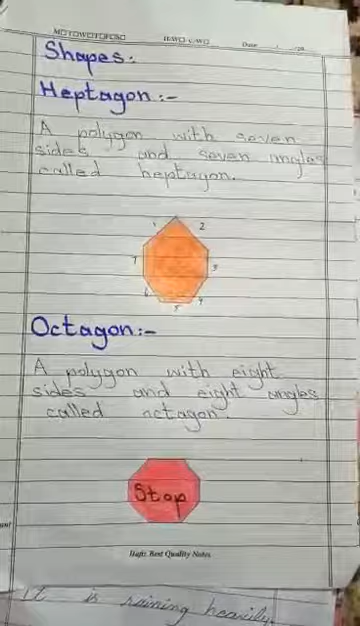 Date
Shapes:
Heptagon:-
A polygon with seven
sides and seven angles
called heptagon.
1 2
7 3
6 4
5
Octagon:-
A polygon with eight
sides and eight angles
called octagon.
Stop
Hafiz Best Quality Notes
It is raining heavily.